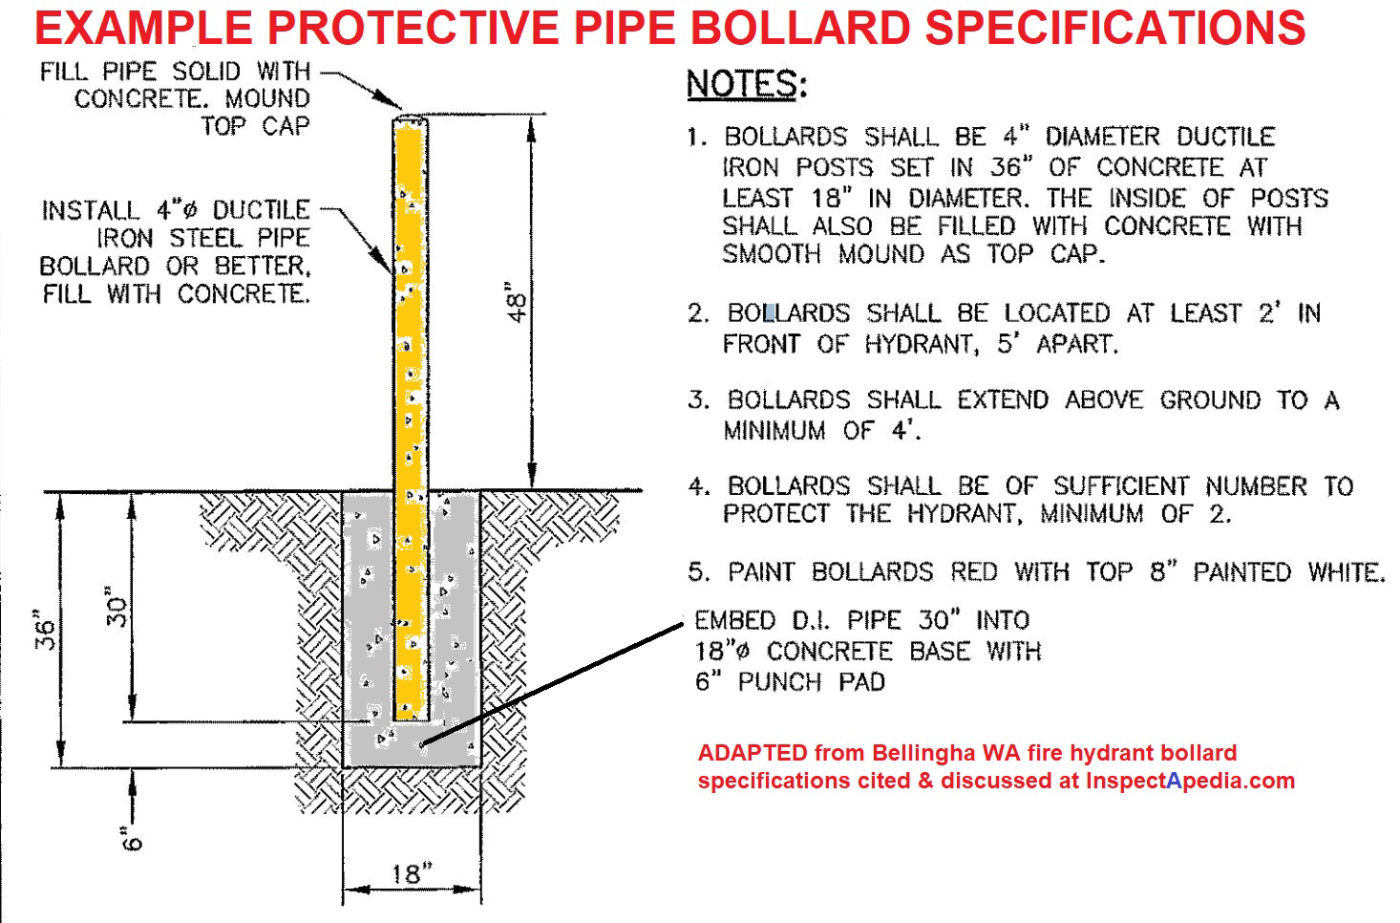 EXAMPLE PROTECTIVE PIPE BOLLARD SPECIFICATIONS
FILL PIPE SOLID WITH
CONCRETE. MOUND
TOP CAP
INSTALL 4"ø DUCTILE
IRON STEEL PIPE
BOLLARD OR BETTER,
FILL WITH CONCRETE.
48"
36"
30"
6"
18"
NOTES:
1. BOLLARDS SHALL BE 4" DIAMETER DUCTILE
IRON POSTS SET IN 36" OF CONCRETE AT
LEAST 18" IN DIAMETER. THE INSIDE OF POSTS
SHALL ALSO BE FILLED WITH CONCRETE WITH
SMOOTH MOUND AS TOP CAP.
2. BOLLARDS SHALL BE LOCATED AT LEAST 2' IN
FRONT OF HYDRANT, 5' APART.
3. BOLLARDS SHALL EXTEND ABOVE GROUND TO A
MINIMUM OF 4'.
4. BOLLARDS SHALL BE OF SUFFICIENT NUMBER TO
PROTECT THE HYDRANT, MINIMUM OF 2.
5. PAINT BOLLARDS RED WITH TOP 8" PAINTED WHITE.
EMBED D.I. PIPE 30" INTO
18"ø CONCRETE BASE WITH
6" PUNCH PAD
ADAPTED from Bellingha WA fire hydrant bollard
specifications cited & discussed at InspectApedia.com